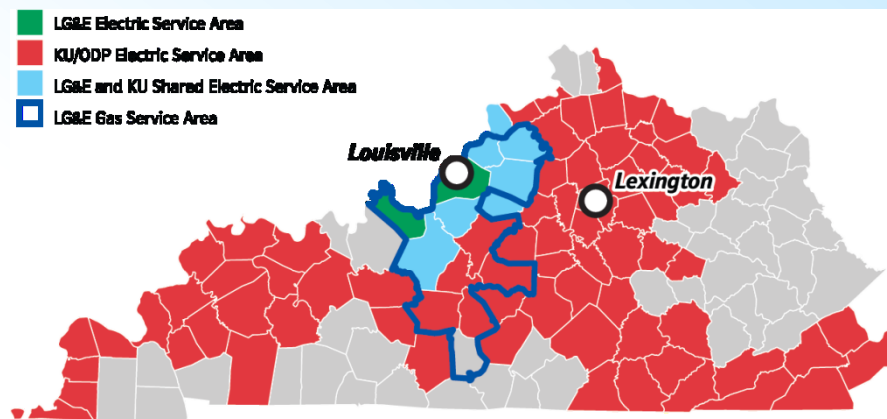 LG&E Electric Service Area
KU/ODP Electric Service Area
LG&E and KU Shared Electric Service Area
LG&E Gas Service Area
Louisville
Lexington